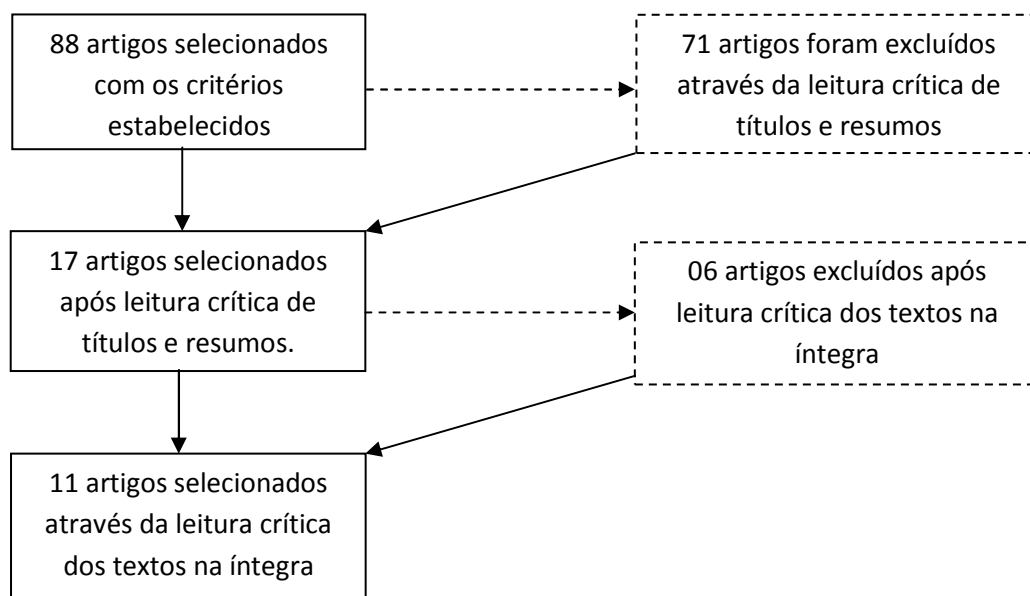 88 artigos selecionados
com os critérios
estabelecidos
71 artigos foram excluídos
através da leitura crítica de
títulos e resumos
17 artigos selecionados
após leitura crítica de
títulos e resumos.
06 artigos excluídos após
leitura crítica dos textos na
íntegra
11 artigos selecionados
através da leitura crítica
dos textos na íntegra